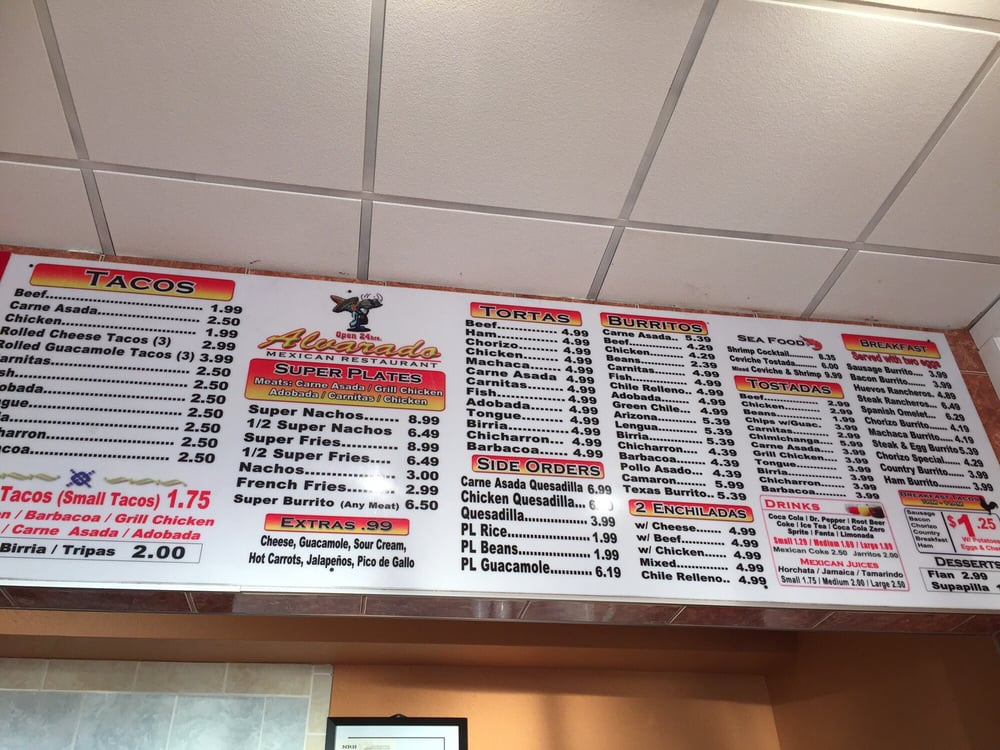 TACOS
Beef 1.99
Carne Asada 2.50
Chicken 1.99
Rolled Cheese Tacos (3) 2.99
Rolled Guacamole Tacos (3) 3.99
arnitas 2.50
sh 2.50
dobada 2.50
gue 2.50
ia 2.50
charron 2.50
acoa 2.50
Tacos (Small Tacos) 1.75
an / Barbacoa / Grill Chicken
/ Carne Asada / Adobada
Birria / Tripas 2.00
Open 24hrs.
Alvarado
MEXICAN RESTAURANT
SUPER PLATES
Meats: Carne Asada / Grill Chicken
Adobada / Carnitas / Chicken
Super Nachos 8.99
1/2 Super Nachos 6.49
Super Fries 8.99
1/2 Super Fries 6.49
Nachos 3.00
French Fries 2.99
Super Burrito (Any Meat) 6.50
EXTRAS .99
Cheese, Guacamole, Sour Cream,
Hot Carrots, Jalapeños, Pico de Gallo
TORTAS
Beef 4.99
Ham 4.99
Chorizo 4.99
Chicken 4.99
Machaca 4.99
Carne Asada 4.99
Carnitas 4.99
Fish 4.99
Adobada 4.99
Tongue 4.99
Birria 4.99
Chicharron 4.99
Barbacoa 4.99
SIDE ORDERS
Carne Asada Quesadilla 6.99
Chicken Quesadilla
Quesadilla 3.99
PL Rice 1.99
PL Beans 1.99
PL Guacamole 6.19
BURRITOS
Carne Asada 5.39
Beef 4.29
Chicken 4.29
Beans 2.39
Carnitas 4.99
Fish 4.99
Chile Relleno 4.99
Adobada 4.99
Green Chile 4.99
Arizona 4.99
Lengua 5.39
Birria 5.39
Chicharron 4.39
Barbacoa 4.39
Pollo Asado 4.39
Camaron 5.99
Texas Burrito 5.39
2 ENCHILADAS
w/ Cheese 4.99
w/ Beef 4.99
w/ Chicken 4.99
Mixed 4.99
Chile Relleno 4.99
SEA FOOD
Shrimp Cocktail 8.35
Ceviche Tostada 6.00
Mixed Ceviche & Shrimp 9.99
TOSTADAS
Beef 2.99
Chicken 2.99
Beans 1.99
Chips w/Guac. 3.99
Carnitas 2.99
Chimichanga 5.99
Carne Asada 3.99
Grill Chicken 3.99
Tongue 3.99
Birria 3.99
Chicharron 3.99
Barbacoa 3.99
DRINKS
Coca Cola / Dr. Pepper / Root Beer
Coke / Ice Tea / Coca Cola Zero
Sprite / Fanta / Limonada
Small 1.29 / Medium 1.69 / Large 1.89
Mexican Coke 2.50 Jarritos 2.00
MEXICAN JUICES
Horchata / Jamaica / Tamarindo
Small 1.75 / Medium 2.00 / Large 2.50
BREAKFAST
Served with two eggs
Sausage Burrito 3.99
Bacon Burrito 3.99
Huevos Rancheros 4.89
Steak Rancheros 6.49
Spanish Omelet 6.29
Chorizo Burrito 4.19
Machaca Burrito 4.19
Steak & Egg Burrito 5.39
Chorizo Special 4.29
Country Burrito 3.99
Ham Burrito 3.99
BREAKFAST TACOS
Sausage
Bacon
Chorizo
Country
Breakfast
Ham
$1.25
W/ Potatoes
Eggs & Che
DESSERTS
Flan 2.99
Supapilla